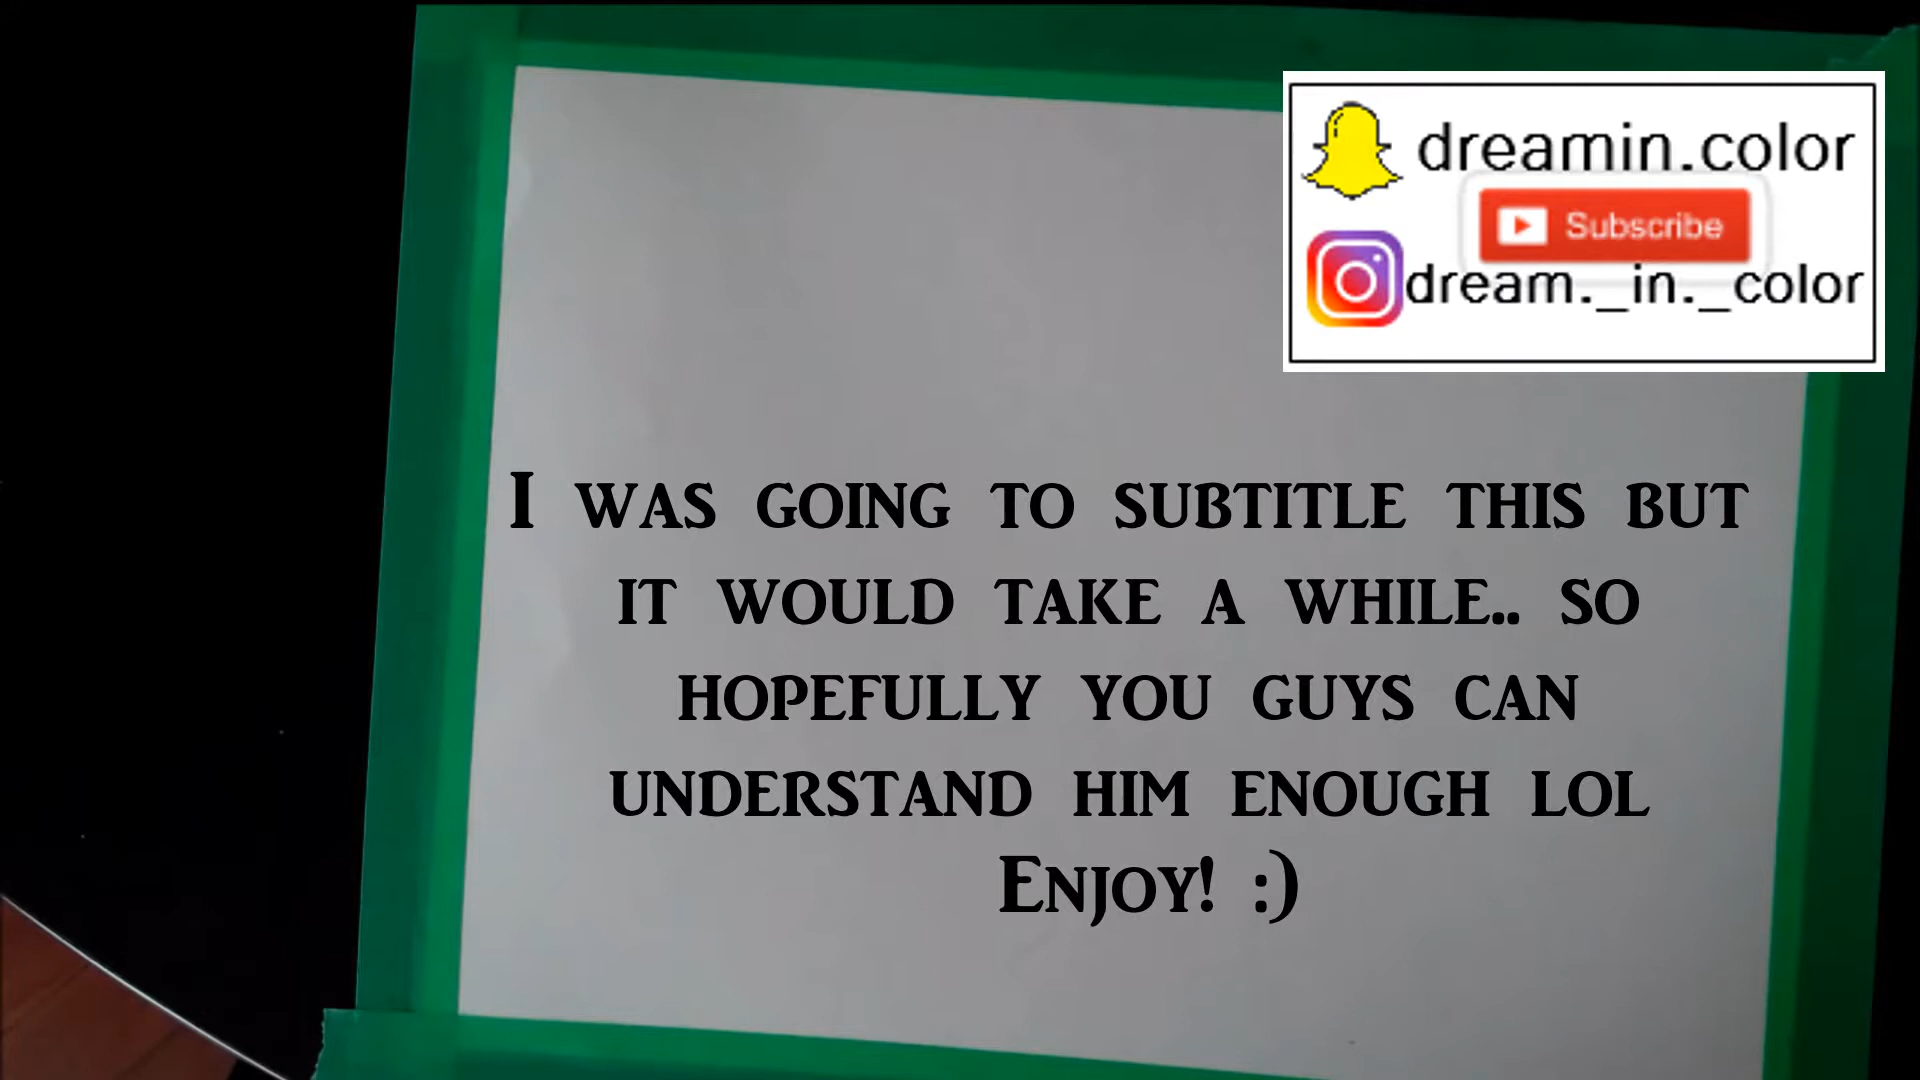 dreamin.color
Subscribe
dream._in._color
I was going to subtitle this but
it would take a while.. so
hopefully you guys can
understand him enough lol
Enjoy! :)